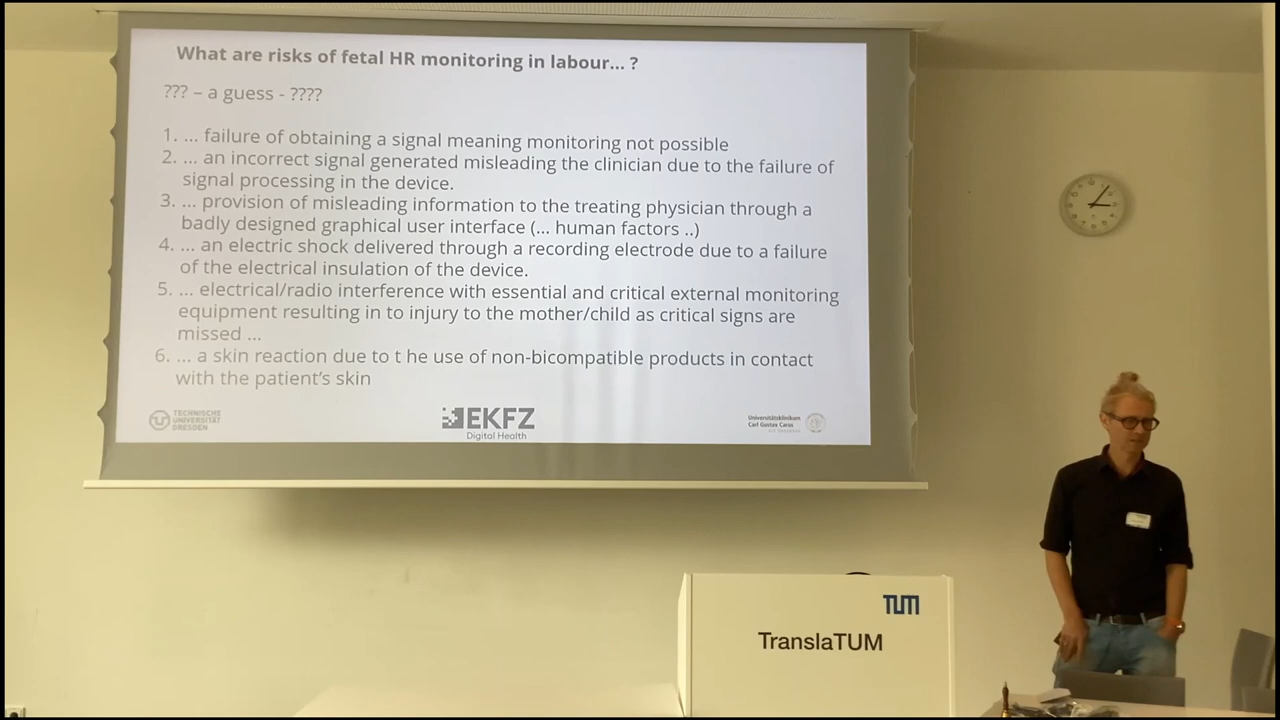 What are risks of fetal HR monitoring in labour... ?
??? – a guess - ????
1. ... failure of obtaining a signal meaning monitoring not possible
2. ... an incorrect signal generated misleading the clinician due to the failure of
signal processing in the device.
3. ... provision of misleading information to the treating physician through a
badly designed graphical user interface (... human factors ..)
4. ... an electric shock delivered through a recording electrode due to a failure
of the electrical insulation of the device.
5. ... electrical/radio interference with essential and critical external monitoring
equipment resulting in to injury to the mother/child as critical signs are
missed ...
6. ... a skin reaction due to t he use of non-bicompatible products in contact
with the patient's skin
TECHNISCHE
UNIVERSITÄT
DRESDEN
EKFZ
Digital Health
Universitätsklinikum
Carl Gustav Carus
TUM
TranslaTUM